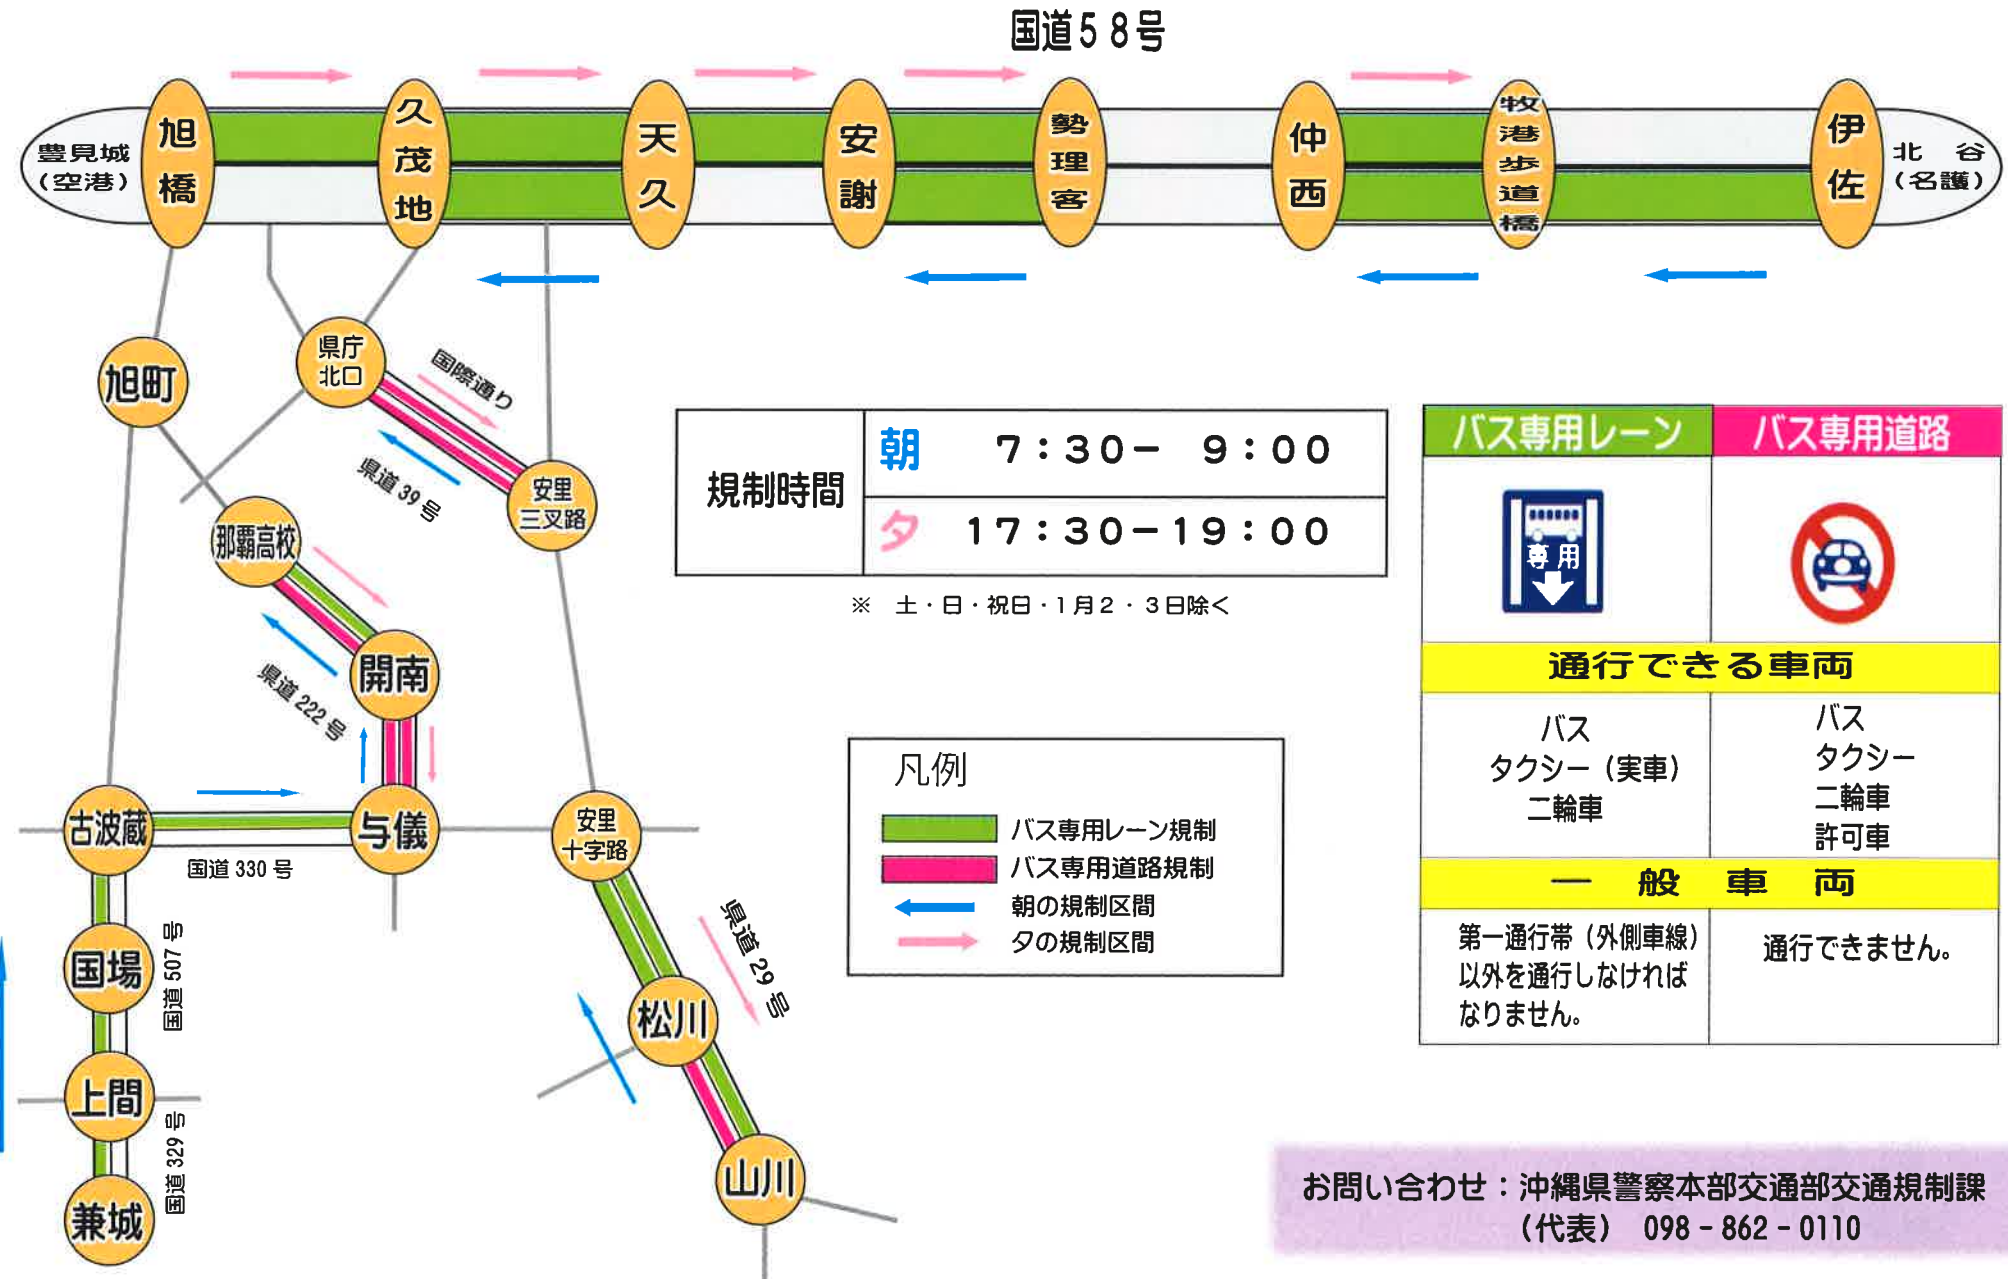 国道58号
豊見城
(空港)
旭橋
久茂地
天久
安謝
勢理客
仲西
牧港歩道橋
伊佐
北 谷
(名護)
旭町
県庁
北口
国際通り
県道39号
安里
三叉路
那覇高校
開南
県道222号
古波蔵
与儀
国道330号
安里
十字路
国場
国道507号
上間
国道329号
兼城
県道29号
松川
山川
規制時間
朝 7:30- 9:00
夕 17:30-19:00
※ 土・日・祝日・1月2・3日除く
凡例
バス専用レーン規制
バス専用道路規制
朝の規制区間
夕の規制区間
バス専用レーン
バス専用道路
専用
通行できる車両
バス
タクシー(実車)
二輪車
バス
タクシー
二輪車
許可車
一般車両
第一通行帯(外側車線)
以外を通行しなければ
なりません。
通行できません。
お問い合わせ:沖縄県警察本部交通部交通規制課
(代表) 098-862-0110